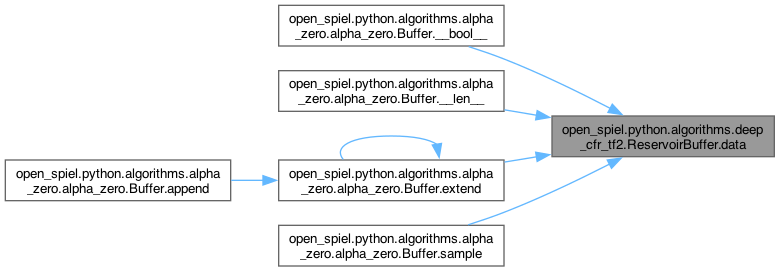 open_spiel.python.algorithms.alpha
_zero.alpha_zero.Buffer.__bool__
open_spiel.python.algorithms.alpha
_zero.alpha_zero.Buffer.__len__
open_spiel.python.algorithms.deep
_cfr_tf2.ReservoirBuffer.data
open_spiel.python.algorithms.alpha
_zero.alpha_zero.Buffer.append
open_spiel.python.algorithms.alpha
_zero.alpha_zero.Buffer.extend
open_spiel.python.algorithms.alpha
_zero.alpha_zero.Buffer.sample